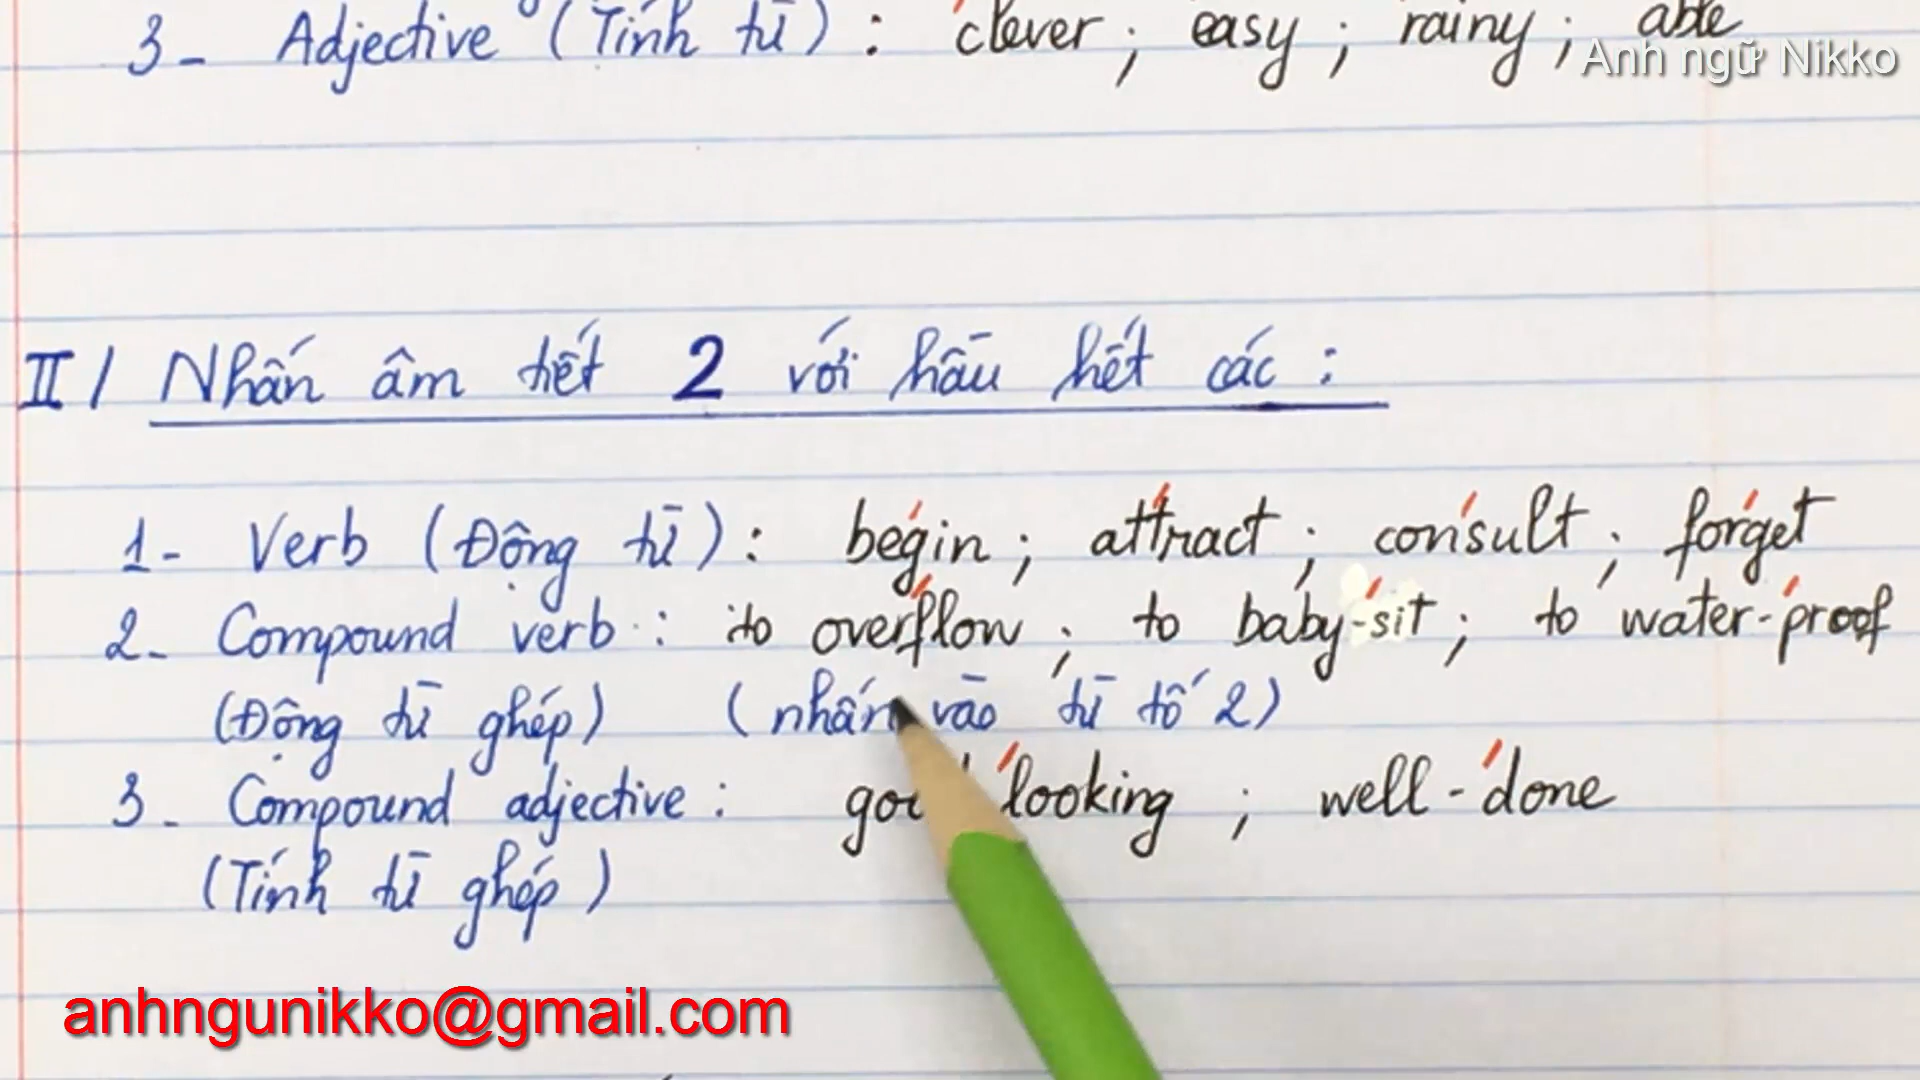 3- Adjective (Tính từ) : clever ; easy ; rainy ; able
Anh ngữ Nikko
II / Nhấn âm tiết 2 với hầu hết các :
1- Verb (Động từ) : begin ; attract ; consult ; forget
2- Compound verb : to overflow ; to baby-sit ; to water-proof
(Động từ ghép) (nhấn vào từ tố 2)
3- Compound adjective : looking ; well-done
(Tính từ ghép)
anhngunikko@gmail.com